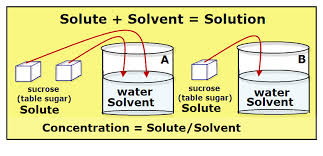 Solute + Solvent = Solution
A
B
sucrose
(table sugar)
Solute
water
Solvent
sucrose
(table sugar)
Solute
water
Solvent
Concentration = Solute/Solvent